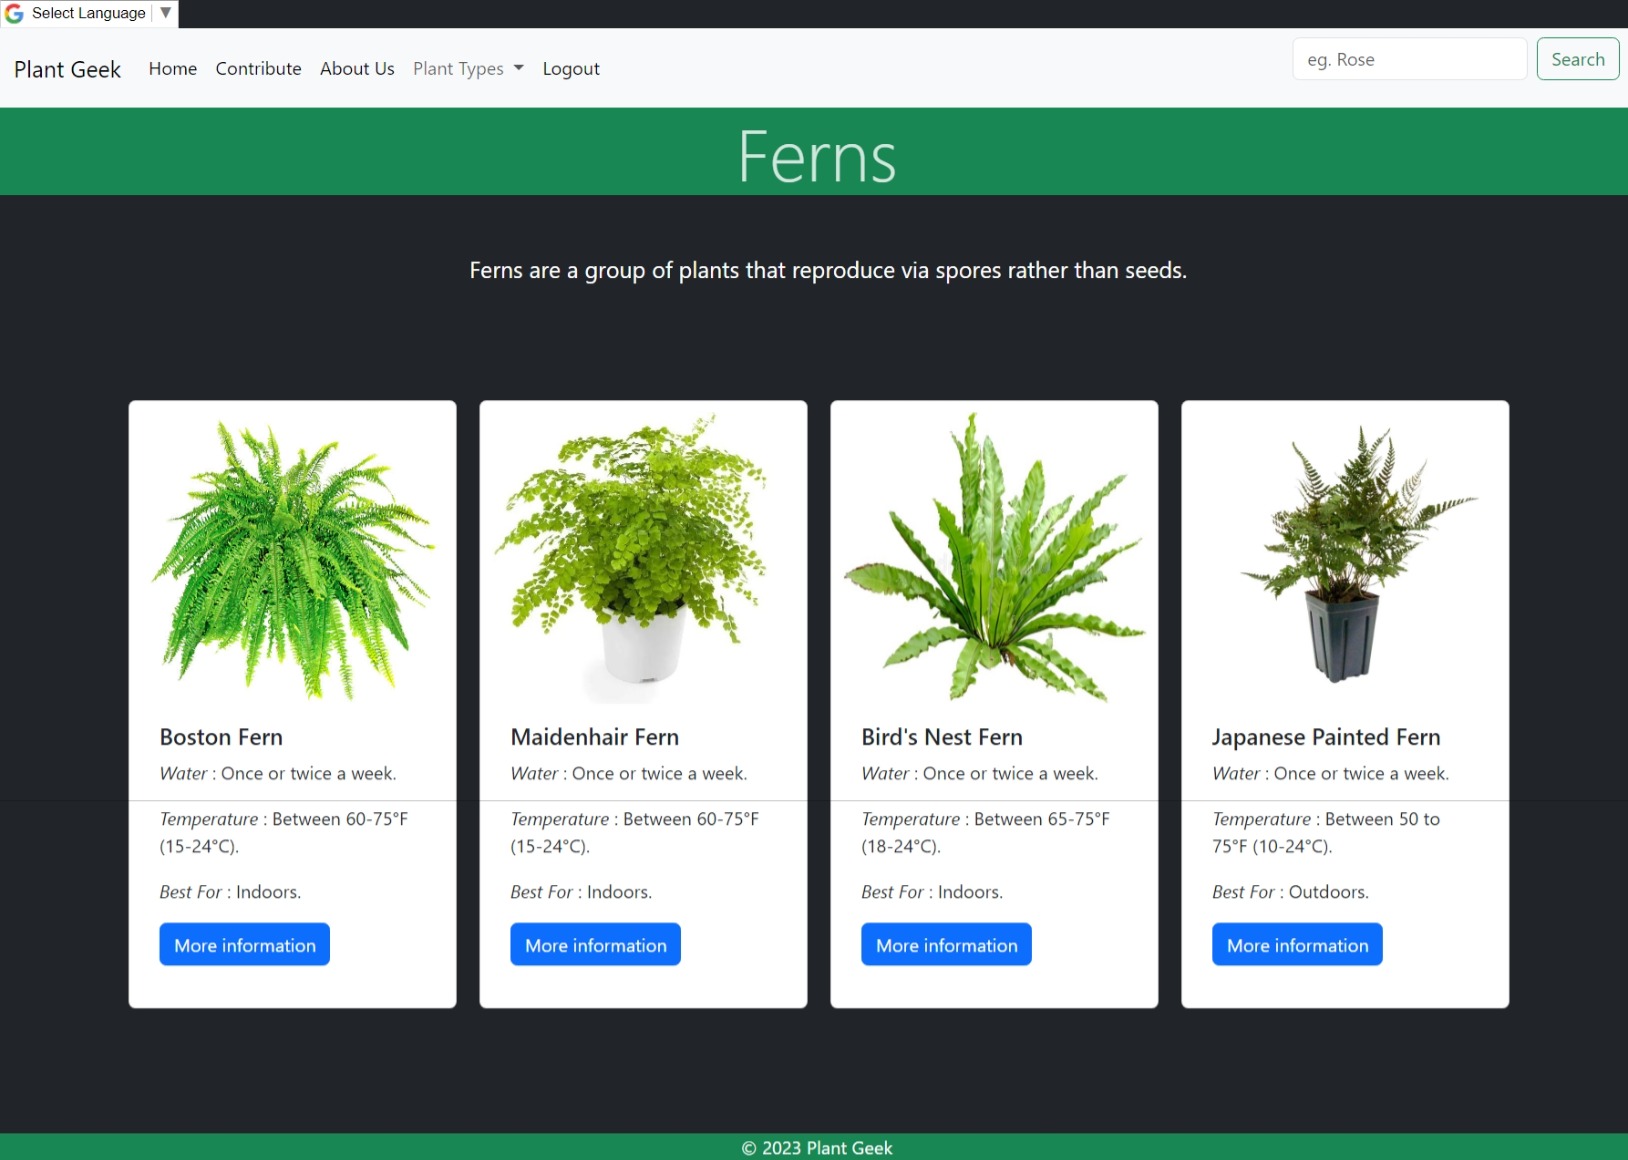 Select Language ▼
Plant Geek Home Contribute About Us Plant Types Logout eg. Rose Search
Ferns
Ferns are a group of plants that reproduce via spores rather than seeds.
Boston Fern
Water : Once or twice a week.
Temperature : Between 60-75°F
(15-24°C).
Best For : Indoors.
More information
Maidenhair Fern
Water : Once or twice a week.
Temperature : Between 60-75°F
(15-24°C).
Best For : Indoors.
More information
Bird's Nest Fern
Water : Once or twice a week.
Temperature : Between 65-75°F
(18-24°C).
Best For : Indoors.
More information
Japanese Painted Fern
Water : Once or twice a week.
Temperature : Between 50 to
75°F (10-24°C).
Best For : Outdoors.
More information
© 2023 Plant Geek